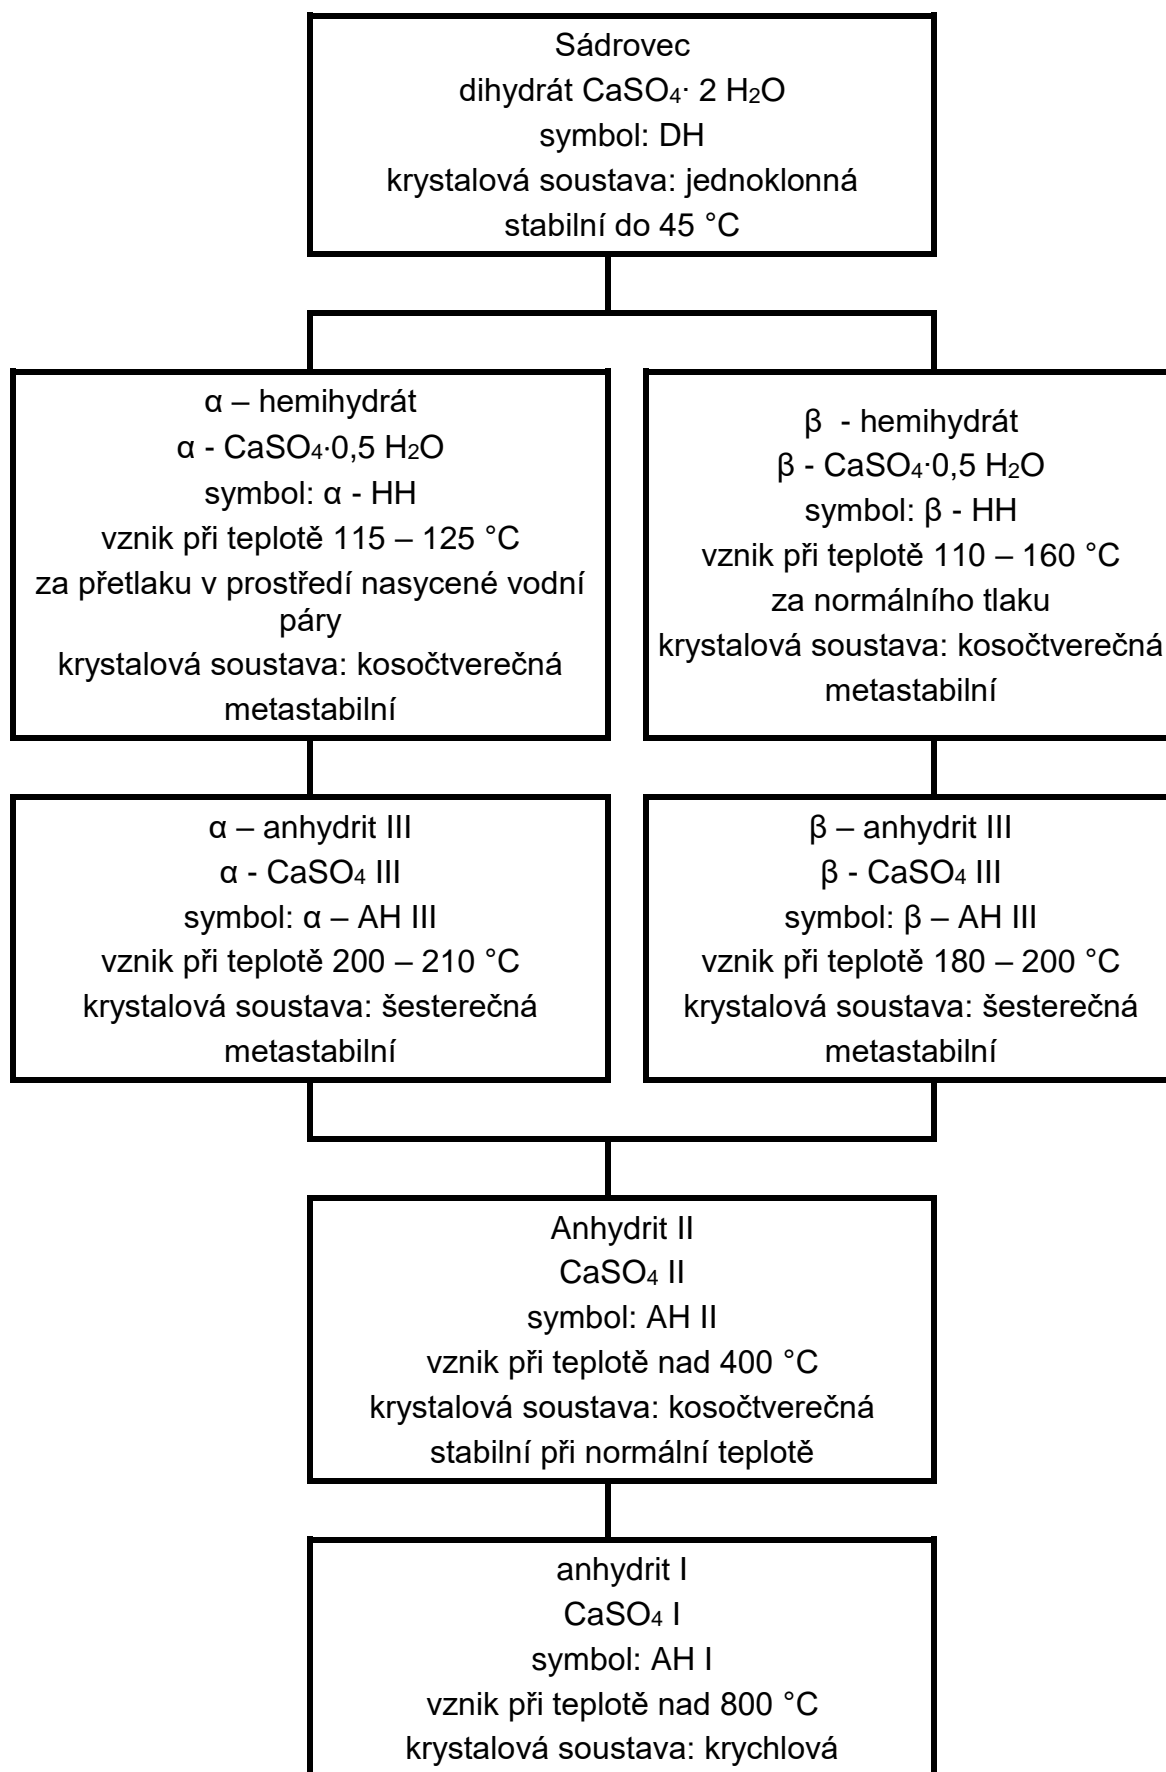 Sádrovec
dihydrát CaSO₄· 2 H₂O
symbol: DH
krystalová soustava: jednoklonná
stabilní do 45 °C
α – hemihydrát
α - CaSO₄·0,5 H₂O
symbol: α - HH
vznik při teplotě 115 – 125 °C
za přetlaku v prostředí nasycené vodní
páry
krystalová soustava: kosočtverečná
metastabilní
β - hemihydrát
β - CaSO₄·0,5 H₂O
symbol: β - HH
vznik při teplotě 110 – 160 °C
za normálního tlaku
krystalová soustava: kosočtverečná
metastabilní
α – anhydrit III
α - CaSO₄ III
symbol: α – AH III
vznik při teplotě 200 – 210 °C
krystalová soustava: šesterečná
metastabilní
β – anhydrit III
β - CaSO₄ III
symbol: β – AH III
vznik při teplotě 180 – 200 °C
krystalová soustava: šesterečná
metastabilní
Anhydrit II
CaSO₄ II
symbol: AH II
vznik při teplotě nad 400 °C
krystalová soustava: kosočtverečná
stabilní při normální teplotě
anhydrit I
CaSO₄ I
symbol: AH I
vznik při teplotě nad 800 °C
krystalová soustava: krychlová